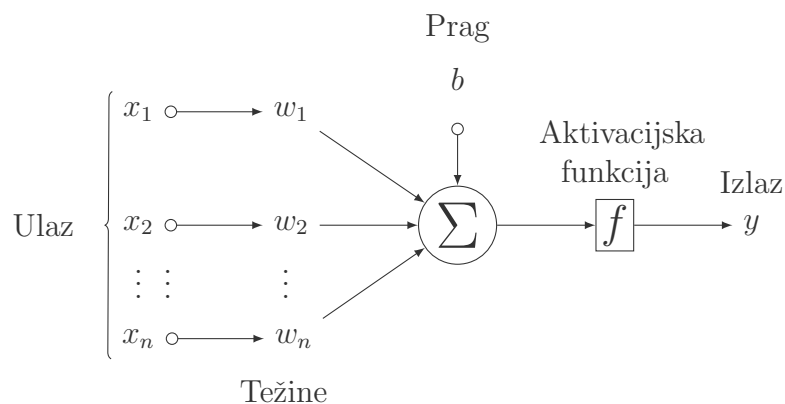 Prag
b
x₁ w₁
Aktivacijska
funkcija
Izlaz
Ulaz x₂ w₂ Σ f y
⋮ ⋮ ⋮
xₙ wₙ
Težine